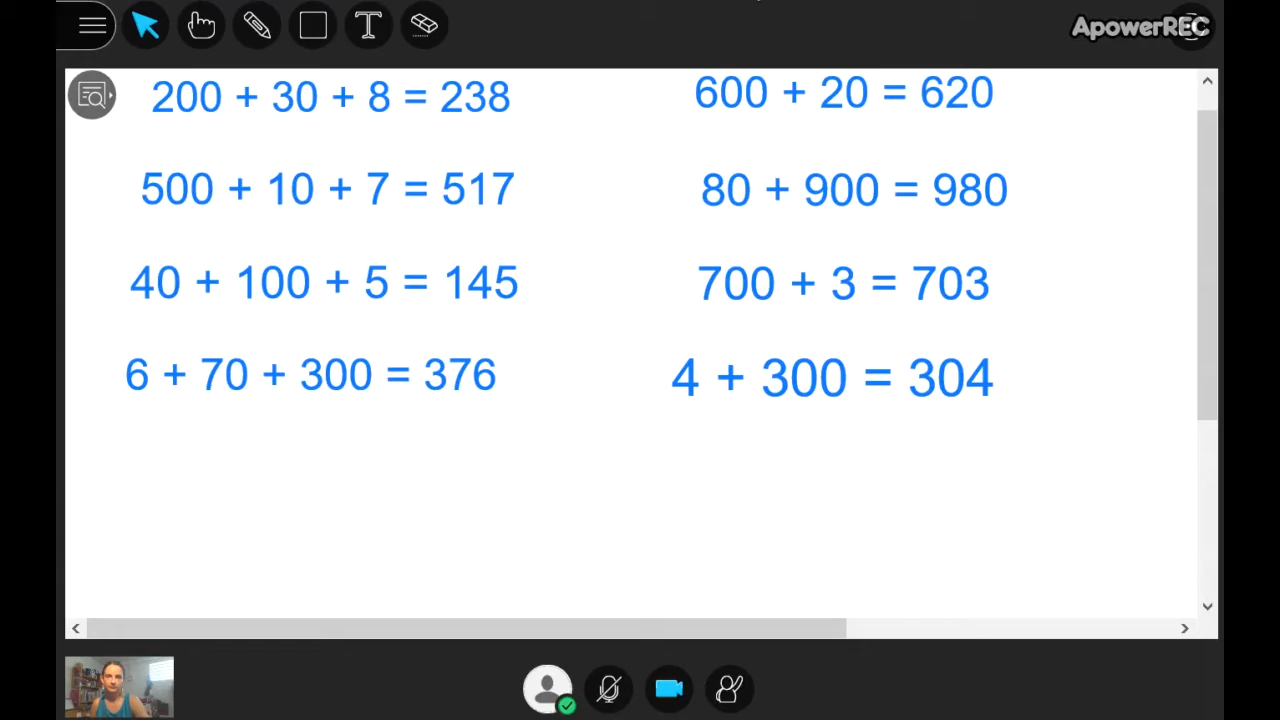 ApowerREC
200 + 30 + 8 = 238
600 + 20 = 620
500 + 10 + 7 = 517
80 + 900 = 980
40 + 100 + 5 = 145
700 + 3 = 703
6 + 70 + 300 = 376
4 + 300 = 304